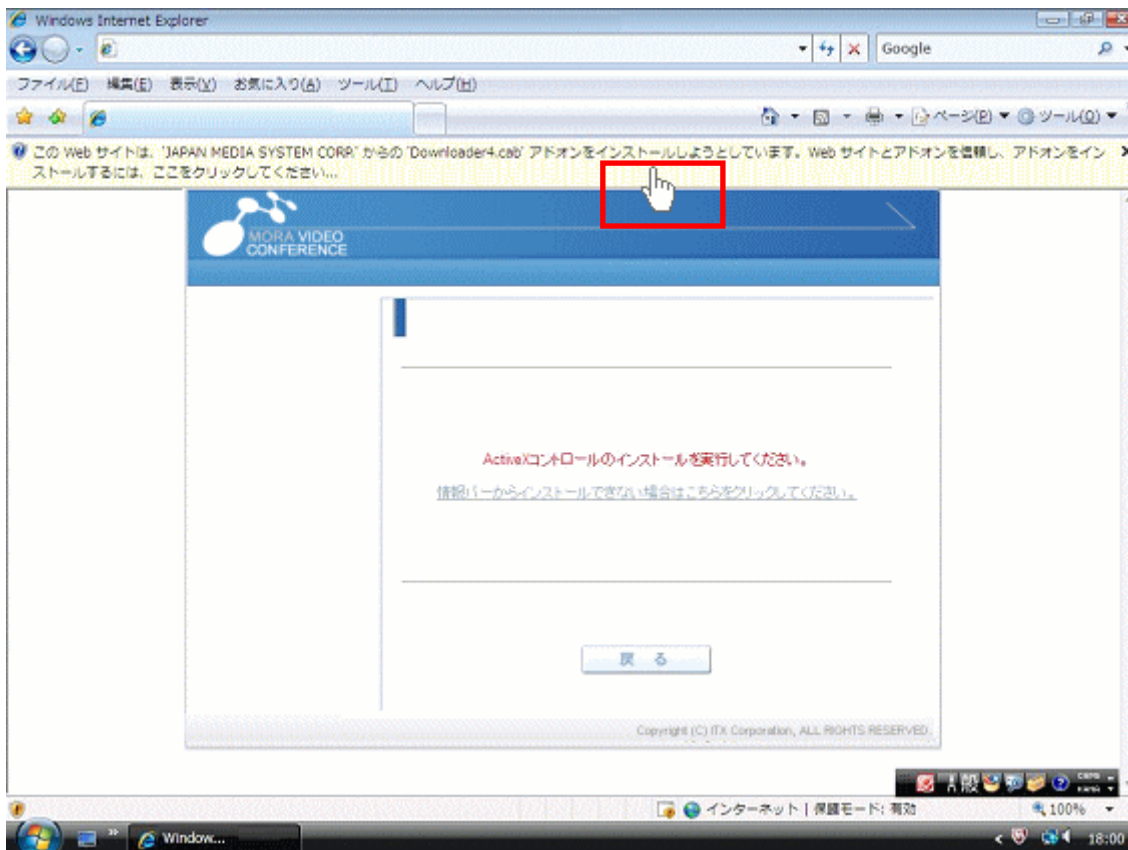 Windows Internet Explorer
Google
ファイル(F) 編集(E) 表示(V) お気に入り(A) ツール(T) ヘルプ(H)
ページ(P) ツール(O)
この Web サイトは、'JAPAN MEDIA SYSTEM CORP.' からの 'Downloader4.cab' アドオンをインストールしようとしています。Web サイトとアドオンを信頼し、アドオンをイン
ストールするには、ここをクリックしてください...
MORA VIDEO
CONFERENCE
ActiveXコントロールのインストールを実行してください。
情報バーからインストールできない場合はこちらをクリックしてください。
戻 る
Copyright (C) ITX Corporation, ALL RIGHTS RESERVED.
A 般 CAPS
KANA
インターネット | 保護モード: 有効 100%
Window... 18:00